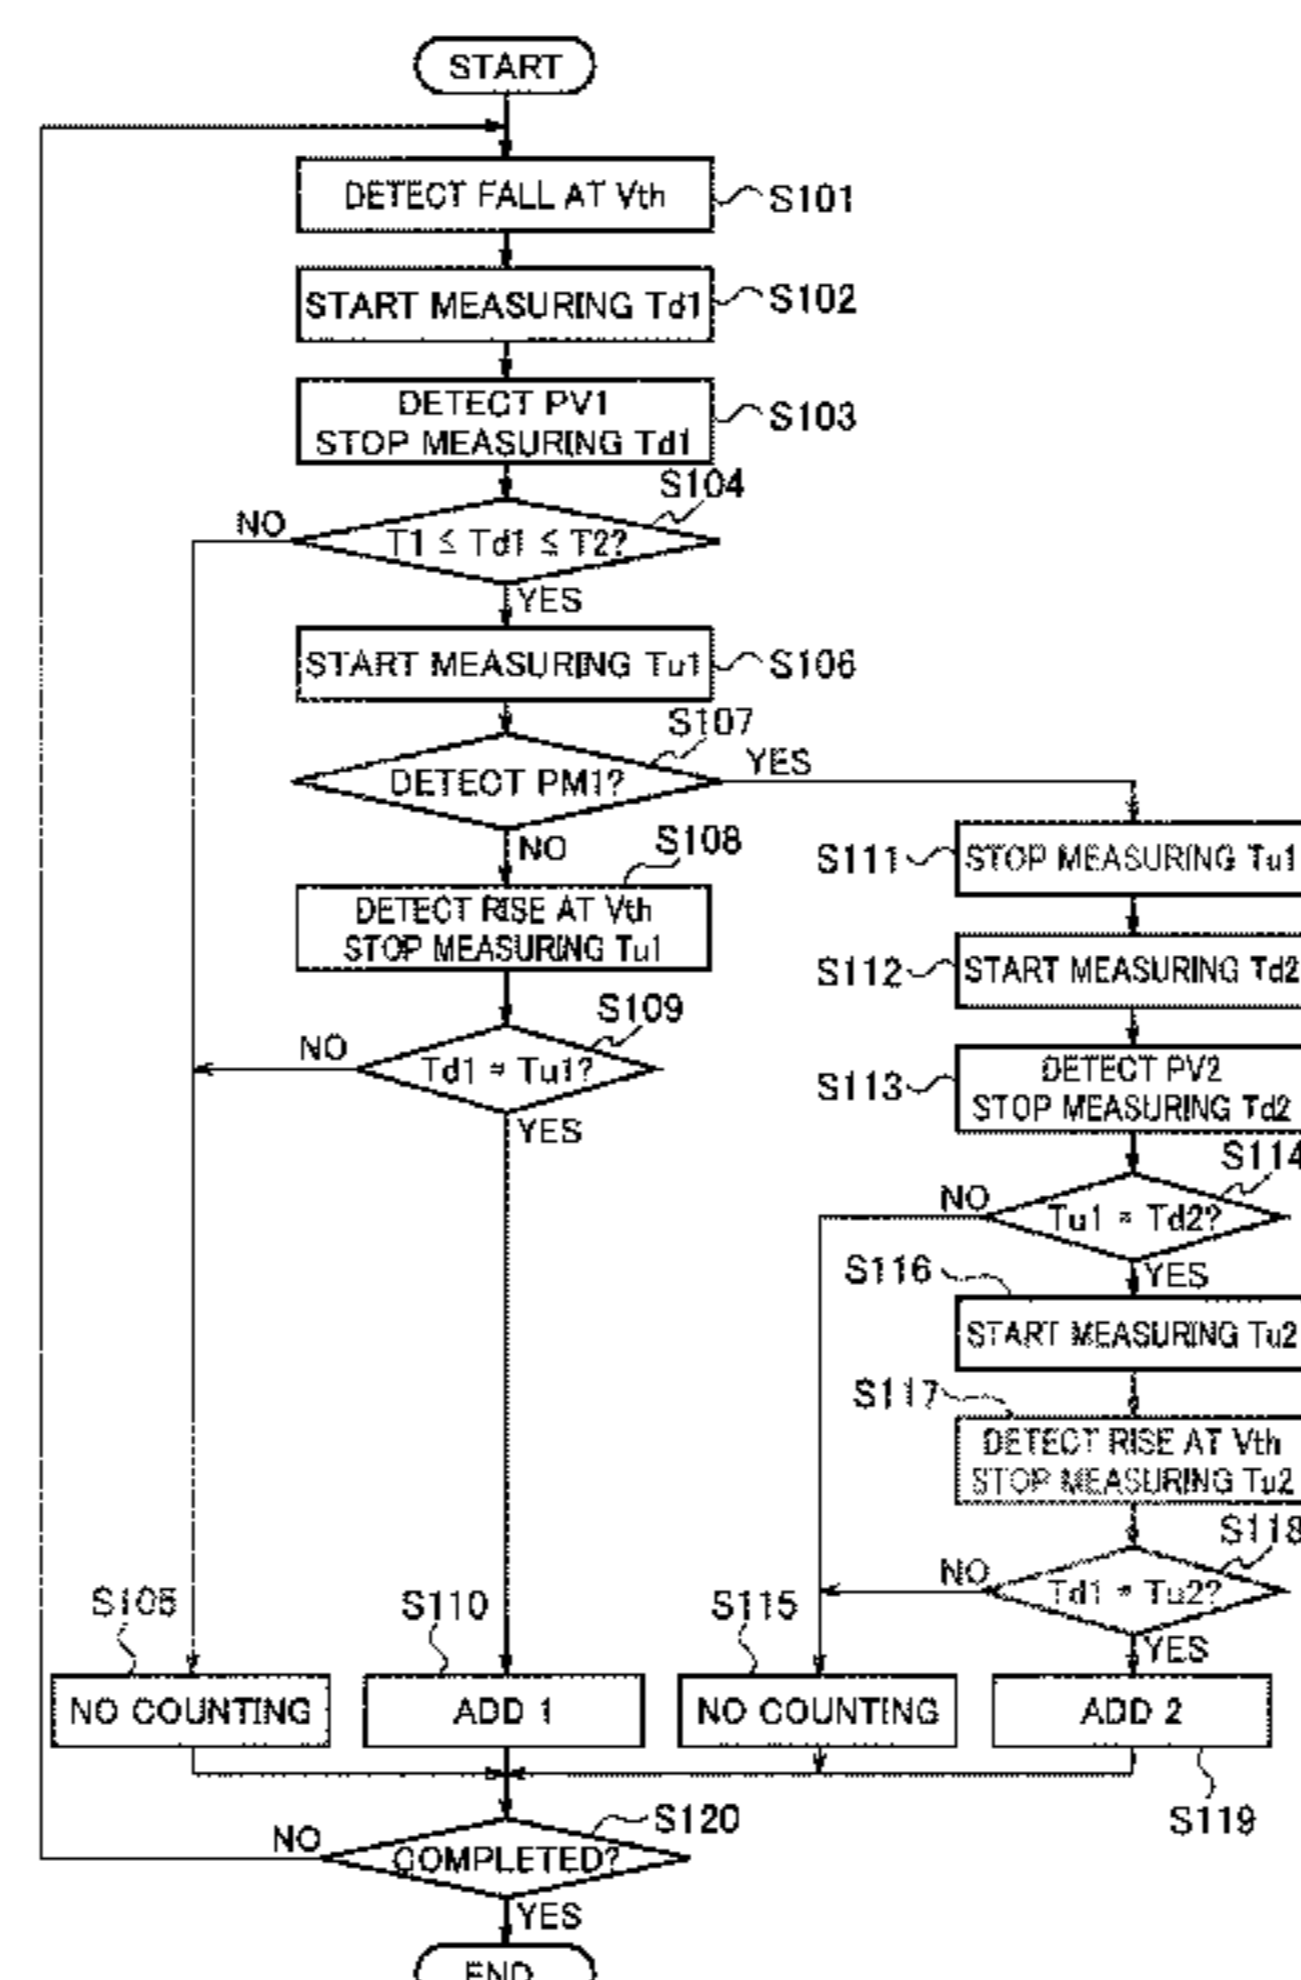 START
DETECT FALL AT Vth
S101
START MEASURING Td1
S102
DETECT PV1
STOP MEASURING Td1
S103
S104
NO
T1 ≤ Td1 ≤ T2?
YES
START MEASURING Tu1
S106
S107
DETECT PM1?
YES
NO
S108
DETECT RISE AT Vth
STOP MEASURING Tu1
S109
NO
Td1 ≈ Tu1?
YES
S111
STOP MEASURING Tu1
S112
START MEASURING Td2
S113
DETECT PV2
STOP MEASURING Td2
S114
NO
Tu1 ≈ Td2?
YES
S116
START MEASURING Tu2
S117
DETECT RISE AT Vth
STOP MEASURING Tu2
S118
NO
Td1 ≈ Tu2?
YES
S105
NO COUNTING
S110
ADD 1
S115
NO COUNTING
ADD 2
S119
S120
NO
COMPLETED?
YES
END